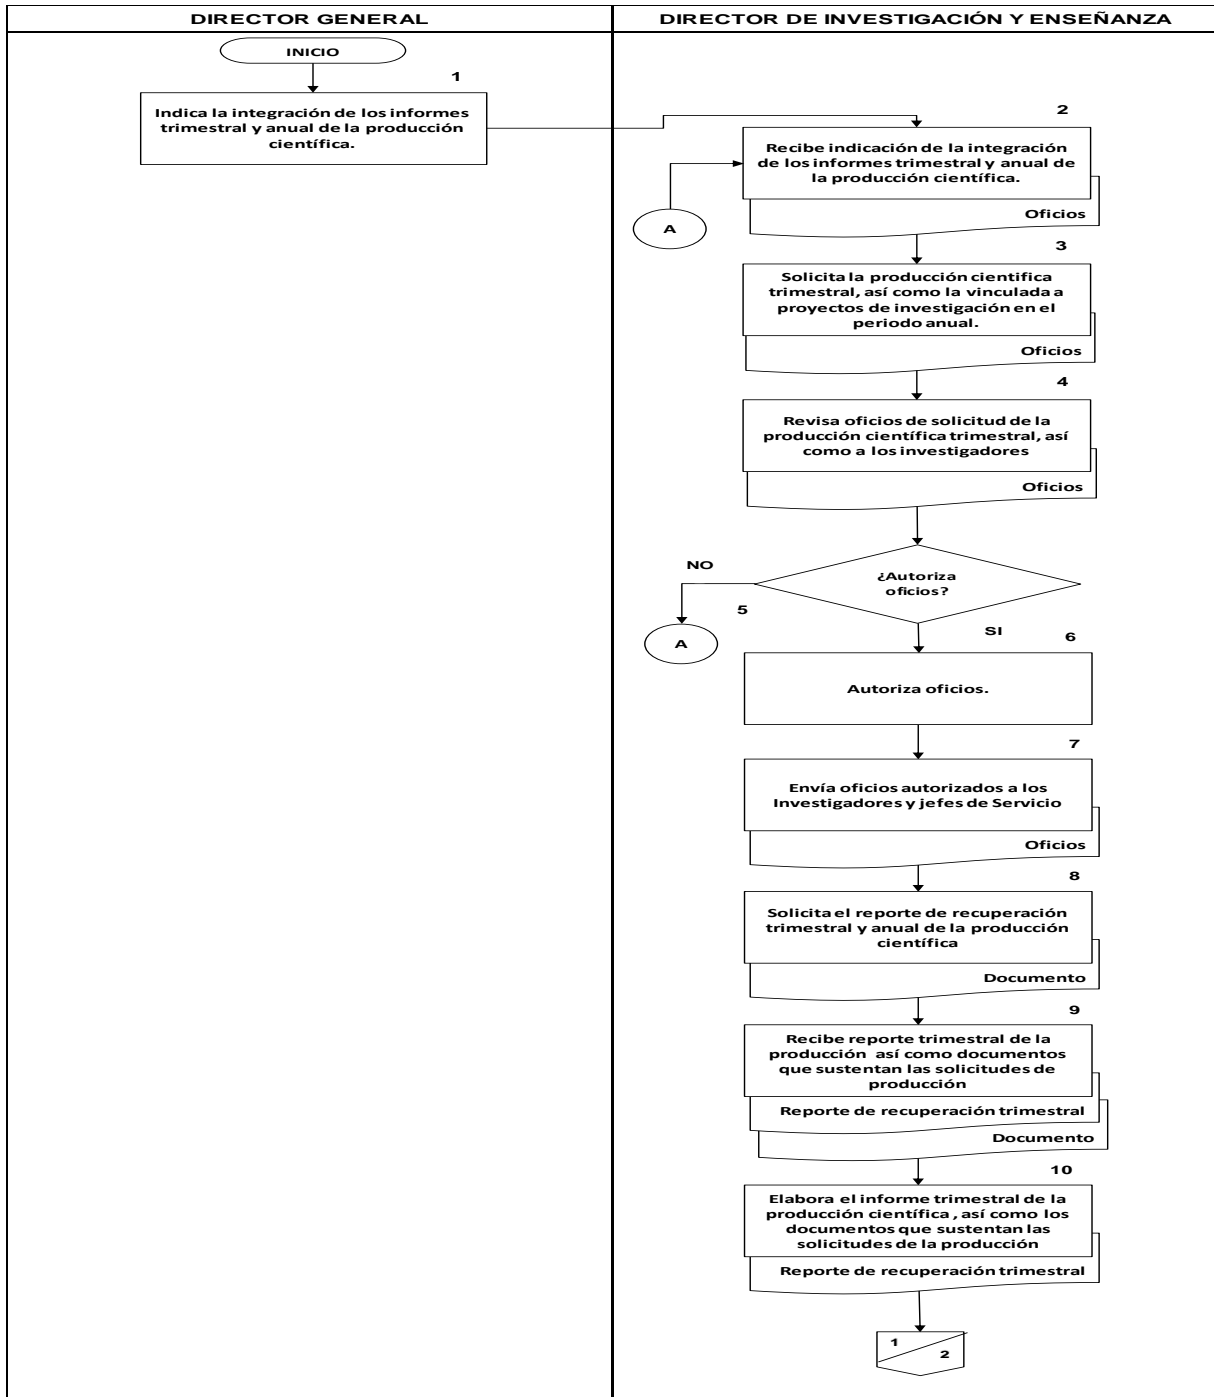 DIRECTOR GENERAL
DIRECTOR DE INVESTIGACIÓN Y ENSEÑANZA
INICIO
1
Indica la integración de los informes
trimestral y anual de la producción
científica.
2
Recibe indicación de la integración
de los informes trimestral y anual de
la producción científica.
Oficios
A
3
Solicita la producción cientifica
trimestral, así como la vinculada a
proyectos de investigación en el
periodo anual.
Oficios
4
Revisa oficios de solicitud de la
producción científica trimestral, así
como a los investigadores
Oficios
¿Autoriza
oficios?
NO
5
A
SI
6
Autoriza oficios.
7
Envía oficios autorizados a los
Investigadores y jefes de Servicio
Oficios
8
Solicita el reporte de recuperación
trimestral y anual de la producción
científica
Documento
9
Recibe reporte trimestral de la
producción así como documentos
que sustentan las solicitudes de
producción
Reporte de recuperación trimestral
Documento
10
Elabora el informe trimestral de la
producción científica , así como los
documentos que sustentan las
solicitudes de la producción
Reporte de recuperación trimestral
1
2